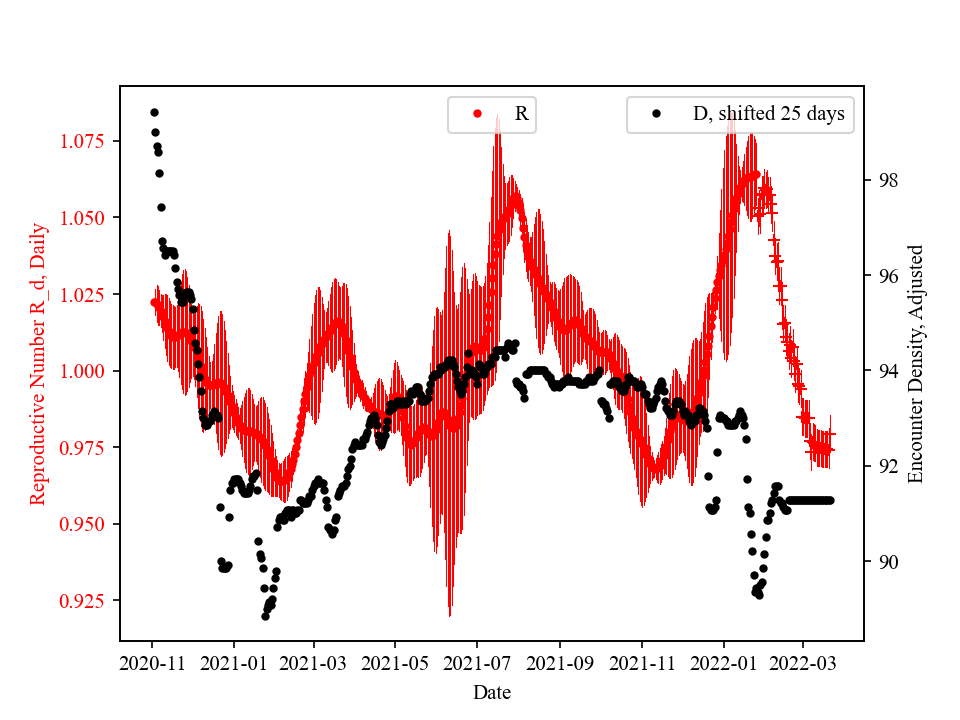 R
D, shifted 25 days
Reproductive Number R_d, Daily
1.075
1.050
1.025
1.000
0.975
0.950
0.925
98
96
94
92
90
Encounter Density, Adjusted
2020-11 2021-01 2021-03 2021-05 2021-07 2021-09 2021-11 2022-01 2022-03
Date